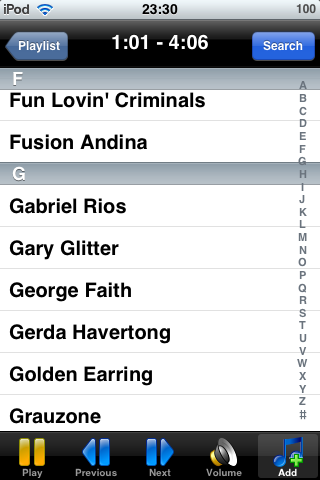 iPod 23:30 100
Playlist 1:01 - 4:06 Search
F
Fun Lovin' Criminals
Fusion Andina
G
Gabriel Rios
Gary Glitter
George Faith
Gerda Havertong
Golden Earring
Grauzone
A
B
C
D
E
F
G
H
I
J
K
L
M
N
O
P
Q
R
S
T
U
V
W
X
Y
Z
#
Play Previous Next Volume Add